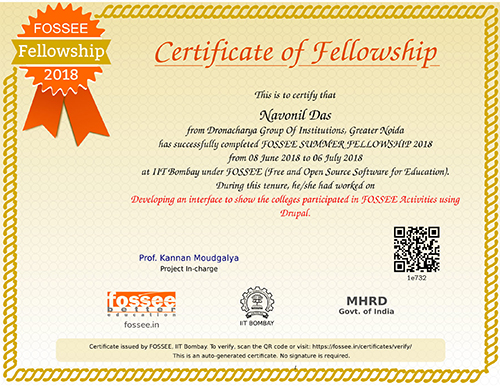 FOSSEE
Fellowship
2018
Certificate of Fellowship
This is to certify that
Navonil Das
from Dronacharya Group Of Institutions, Greater Noida
has successfully completed FOSSEE SUMMER FELLOWSHIP 2018
from 08 June 2018 to 06 July 2018
at IIT Bombay under FOSSEE (Free and Open Source Software for Education).
During this tenure, he/she had worked on
Developing an interface to show the colleges participated in FOSSEE Activities using
Drupal.
Prof. Kannan Moudgalya
Project In-charge
1e732
fossee
better
education
fossee.in
IIT BOMBAY
MHRD
Govt. of India
Certificate issued by FOSSEE, IIT Bombay. To verify, scan the QR code or visit: https://fossee.in/certificates/verify/
This is an auto-generated certificate. No signature is required.